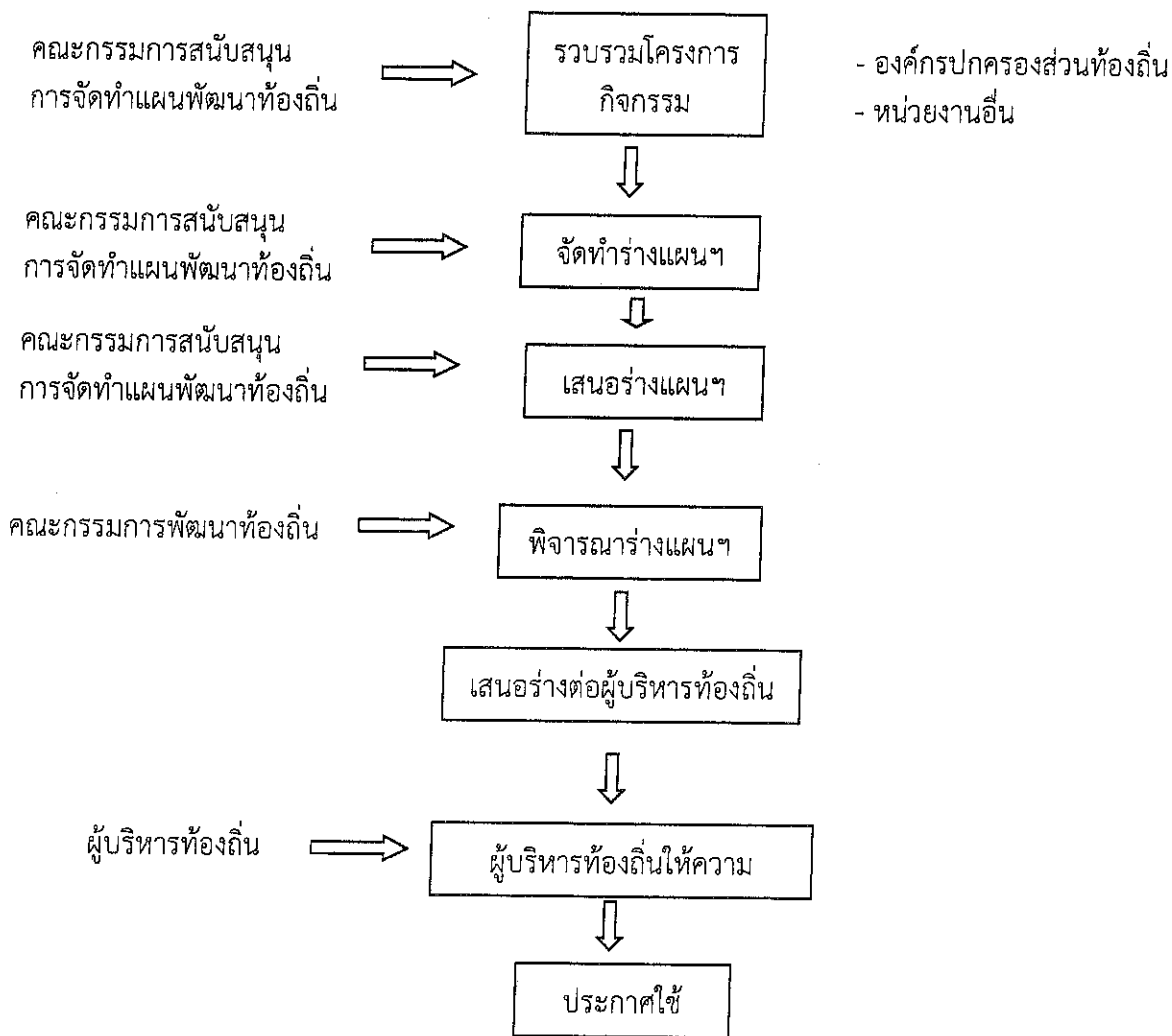 คณะกรรมการสนับสนุน
การจัดทำแผนพัฒนาท้องถิ่น
รวบรวมโครงการ
กิจกรรม
- องค์กรปกครองส่วนท้องถิ่น
- หน่วยงานอื่น
คณะกรรมการสนับสนุน
การจัดทำแผนพัฒนาท้องถิ่น
จัดทำร่างแผนฯ
คณะกรรมการสนับสนุน
การจัดทำแผนพัฒนาท้องถิ่น
เสนอร่างแผนฯ
คณะกรรมการพัฒนาท้องถิ่น
พิจารณาร่างแผนฯ
เสนอร่างต่อผู้บริหารท้องถิ่น
ผู้บริหารท้องถิ่น
ผู้บริหารท้องถิ่นให้ความ
ประกาศใช้